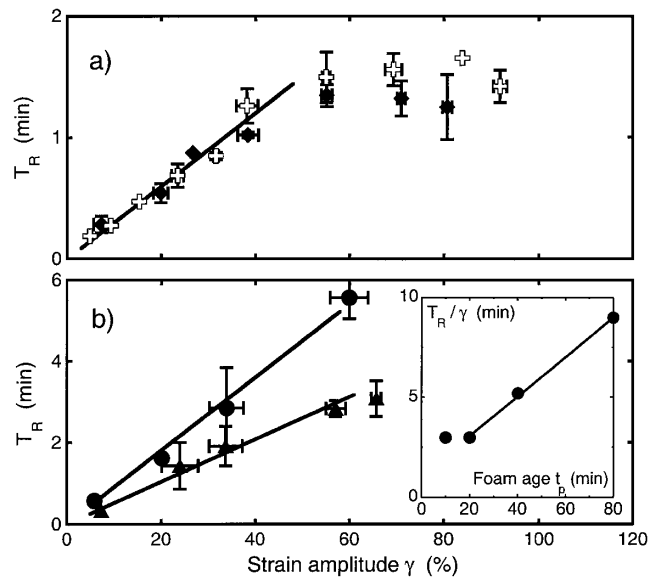 2
a)
1
T_R (min)
0
6
b)
4
T_R (min)
2
0
10
T_R / γ (min)
5
Foam age t_p (min)
0
0 20 40 80
0 20 40 60 80 100 120
Strain amplitude γ (%)